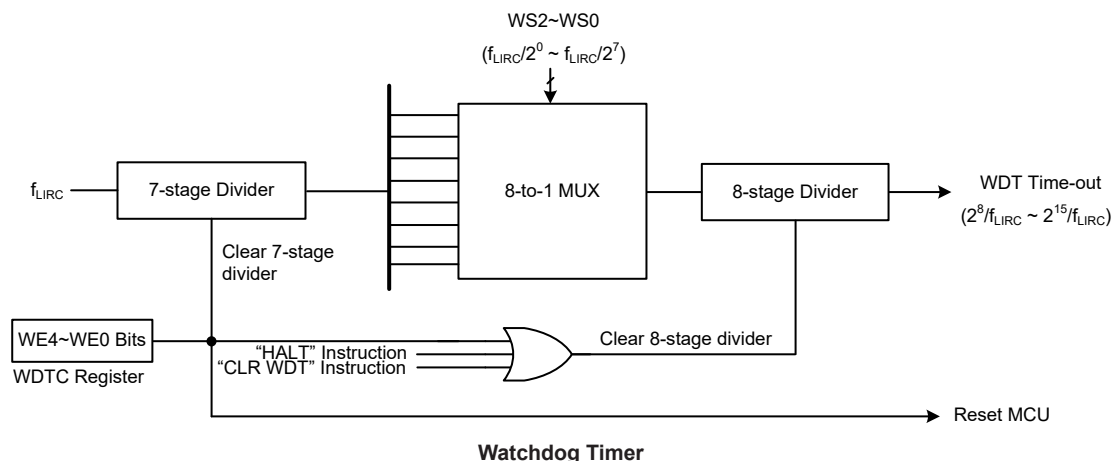 WS2~WS0
(fLIRC/2^0 ~ fLIRC/2^7)
fLIRC
7-stage Divider
8-to-1 MUX
8-stage Divider
WDT Time-out
(2^8/fLIRC ~ 2^15/fLIRC)
Clear 7-stage
divider
WE4~WE0 Bits
WDTC Register
“HALT” Instruction
“CLR WDT” Instruction
Clear 8-stage divider
Reset MCU
Watchdog Timer